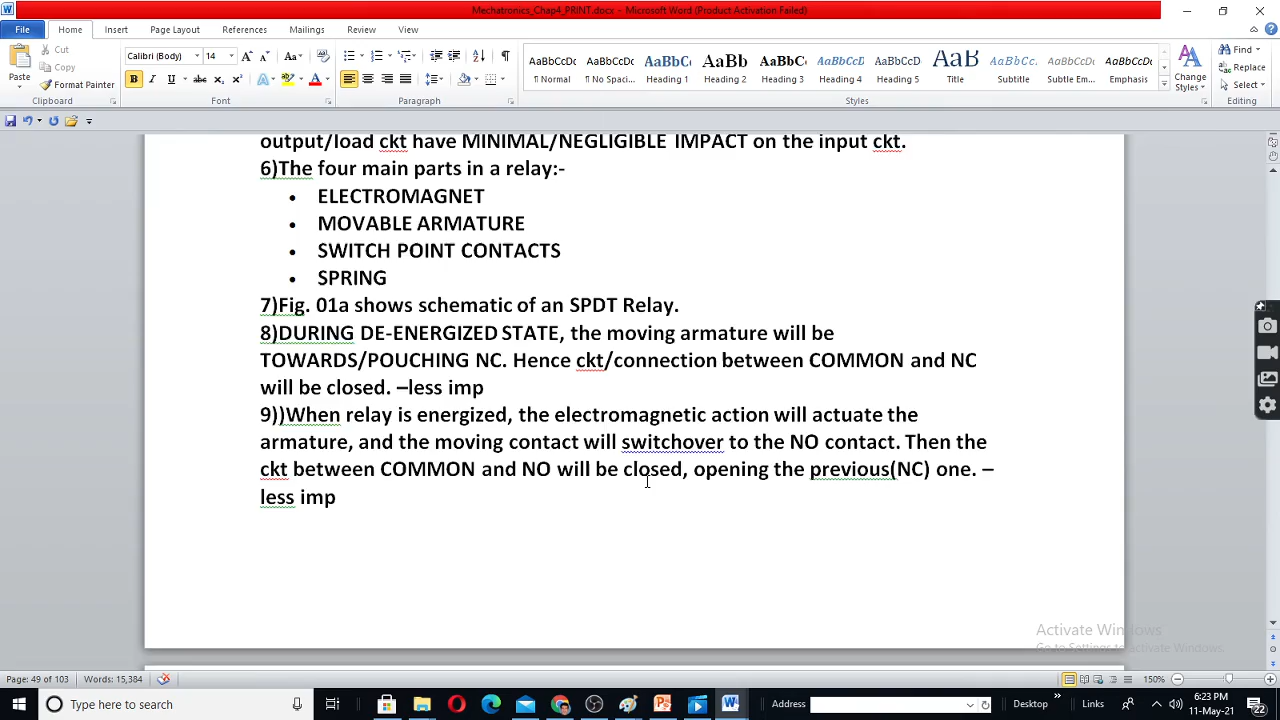 Mechatronics_Chap4_PRINT.docx - Microsoft Word (Product Activation Failed)
File Home Insert Page Layout References Mailings Review View
Paste Cut Copy Format Painter Clipboard
Calibri (Body) 14 Font
Paragraph
AaBbCcDc ¶ Normal AaBbCcDc ¶ No Spaci... AaBbC Heading 1 AaBb Heading 2 AaBbC Heading 3 AaBbCc Heading 4 AaBbCcD Heading 5 AaB Title AaBbCc. Subtitle AaBbCcDc Subtle Em... AaBbCc Emphasis Change Styles Styles
Find Replace Select Editing
output/load ckt have MINIMAL/NEGLIGIBLE IMPACT on the input ckt.
6)The four main parts in a relay:-
• ELECTROMAGNET
• MOVABLE ARMATURE
• SWITCH POINT CONTACTS
• SPRING
7)Fig. 01a shows schematic of an SPDT Relay.
8)DURING DE-ENERGIZED STATE, the moving armature will be
TOWARDS/POUCHING NC. Hence ckt/connection between COMMON and NC
will be closed. –less imp
9))When relay is energized, the electromagnetic action will actuate the
armature, and the moving contact will switchover to the NO contact. Then the
ckt between COMMON and NO will be closed, opening the previous(NC) one. –
less imp
Activate Windows
Go to Settings to activate Windows.
Page: 49 of 103 Words: 15,384 150%
Type here to search Address Desktop Links 6:23 PM
11-May-21